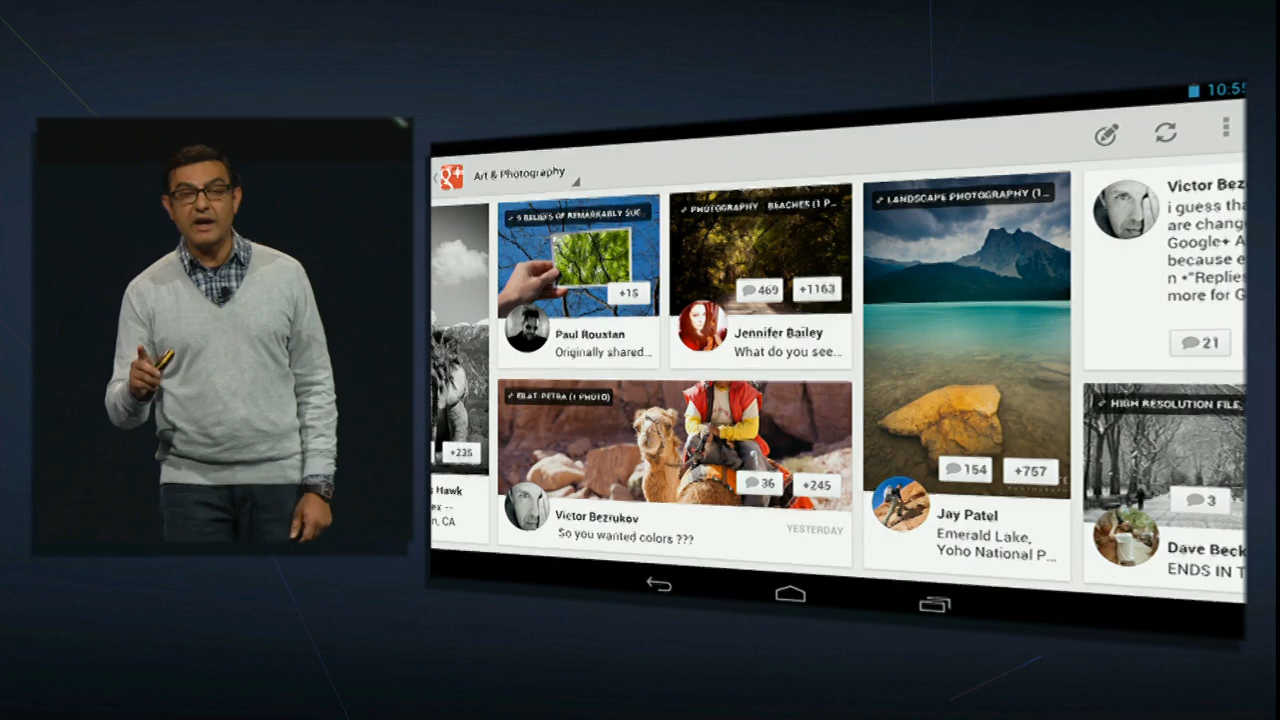 10:55
g+
Art & Photography
9 BELIEFS OF REMARKABLY SUC...
+15
Paul Roustan
Originally shared...
PHOTOGRAPHY - BEACHES (1 P...
469
+1163
Jennifer Bailey
What do you see...
LANDSCAPE PHOTOGRAPHY (1...
154
+757
Jay Patel
Emerald Lake,
Yoho National P...
Victor Bez
i guess tha
are chang
Google+ A
because e
n •"Replies
more for G
21
+225
s Hawk
ex --
n, CA
EILAT-PETRA (1 PHOTO)
36
+245
Victor Bezrukov
So you wanted colors ???
YESTERDAY
HIGH RESOLUTION FILE
3
Dave Beck
ENDS IN T